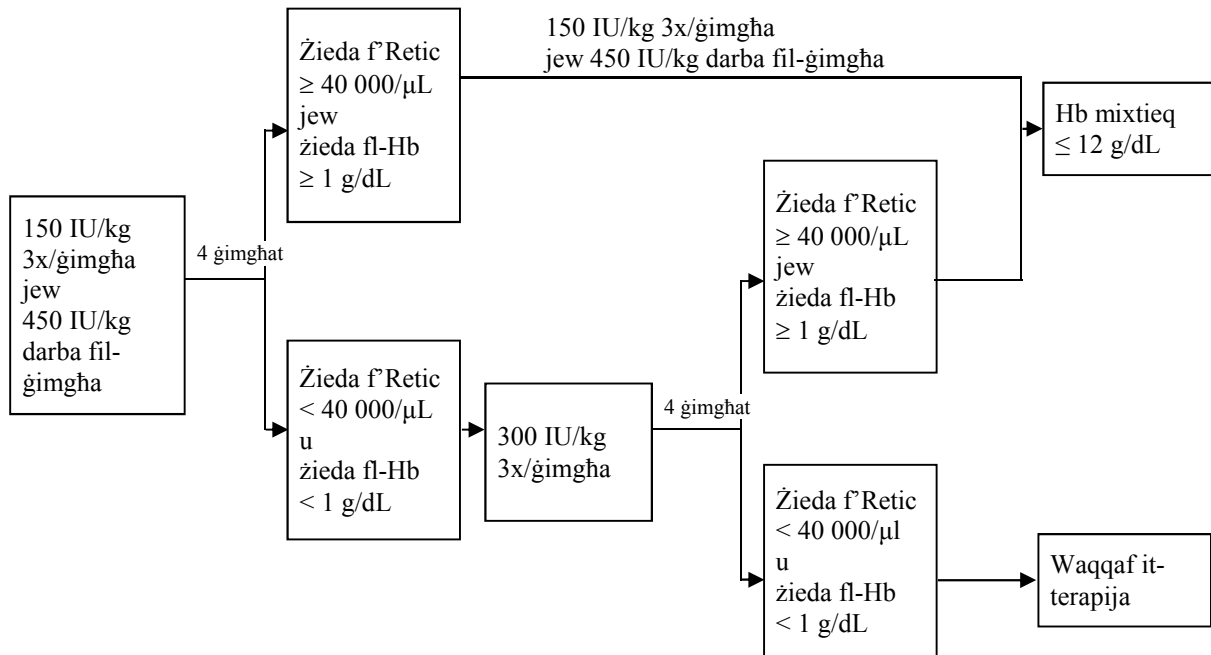 150 IU/kg
3x/ġimgħa
jew
450 IU/kg
darba fil-
ġimgħa
4 ġimgħat
Żieda f’Retic
≥ 40 000/μL
jew
żieda fl-Hb
≥ 1 g/dL
150 IU/kg 3x/ġimgħa
jew 450 IU/kg darba fil-ġimgħa
Hb mixtieq
≤ 12 g/dL
Żieda f’Retic
< 40 000/μL
u
żieda fl-Hb
< 1 g/dL
300 IU/kg
3x/ġimgħa
4 ġimgħat
Żieda f’Retic
≥ 40 000/μL
jew
żieda fl-Hb
≥ 1 g/dL
Żieda f’Retic
< 40 000/μl
u
żieda fl-Hb
< 1 g/dL
Waqqaf it-
terapija